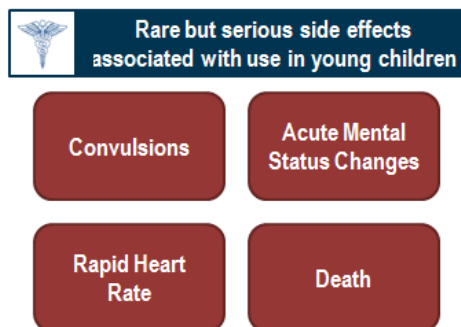 Rare but serious side effects
associated with use in young children
Convulsions
Acute Mental
Status Changes
Rapid Heart
Rate
Death